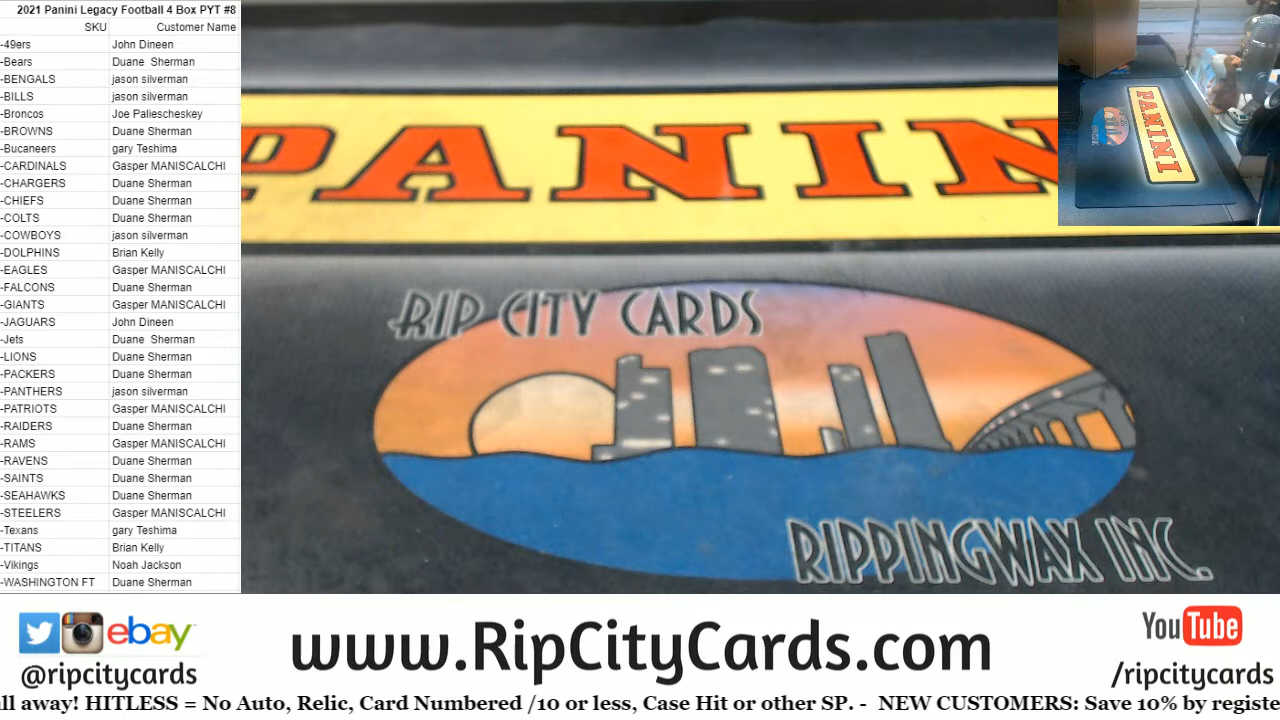 2021 Panini Legacy Football 4 Box PYT #8
SKU Customer Name
-49ers John Dineen
-Bears Duane Sherman
-BENGALS jason silverman
-BILLS jason silverman
-Broncos Joe Paliescheskey
-BROWNS Duane Sherman
-Bucaneers gary Teshima
-CARDINALS Gasper MANISCALCHI
-CHARGERS Duane Sherman
-CHIEFS Duane Sherman
-COLTS Duane Sherman
-COWBOYS jason silverman
-DOLPHINS Brian Kelly
-EAGLES Gasper MANISCALCHI
-FALCONS Duane Sherman
-GIANTS Gasper MANISCALCHI
-JAGUARS John Dineen
-Jets Duane Sherman
-LIONS Duane Sherman
-PACKERS Duane Sherman
-PANTHERS jason silverman
-PATRIOTS Gasper MANISCALCHI
-RAIDERS Duane Sherman
-RAMS Gasper MANISCALCHI
-RAVENS Duane Sherman
-SAINTS Duane Sherman
-SEAHAWKS Duane Sherman
-STEELERS Gasper MANISCALCHI
-Texans gary Teshima
-TITANS Brian Kelly
-Vikings Noah Jackson
-WASHINGTON FT Duane Sherman
PANIN
PANINI
RIP CITY CARDS
RIPPINGWAX INC.
ebay
@ripcitycards
www.RipCityCards.com
YouTube
/ripcitycards
all away! HITLESS = No Auto, Relic, Card Numbered /10 or less, Case Hit or other SP. - NEW CUSTOMERS: Save 10% by registe